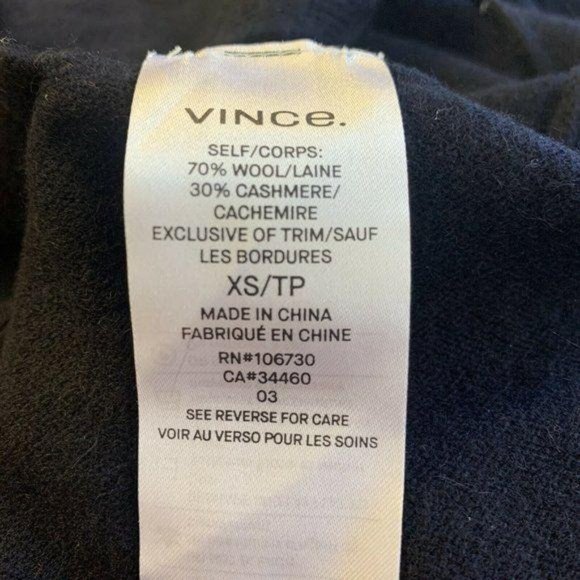 VINCe.
SELF/CORPS:
70% WOOL/LAINE
30% CASHMERE/
CACHEMIRE
EXCLUSIVE OF TRIM/SAUF
LES BORDURES
XS/TP
MADE IN CHINA
FABRIQUÉ EN CHINE
RN#106730
CA#34460
03
SEE REVERSE FOR CARE
VOIR AU VERSO POUR LES SOINS